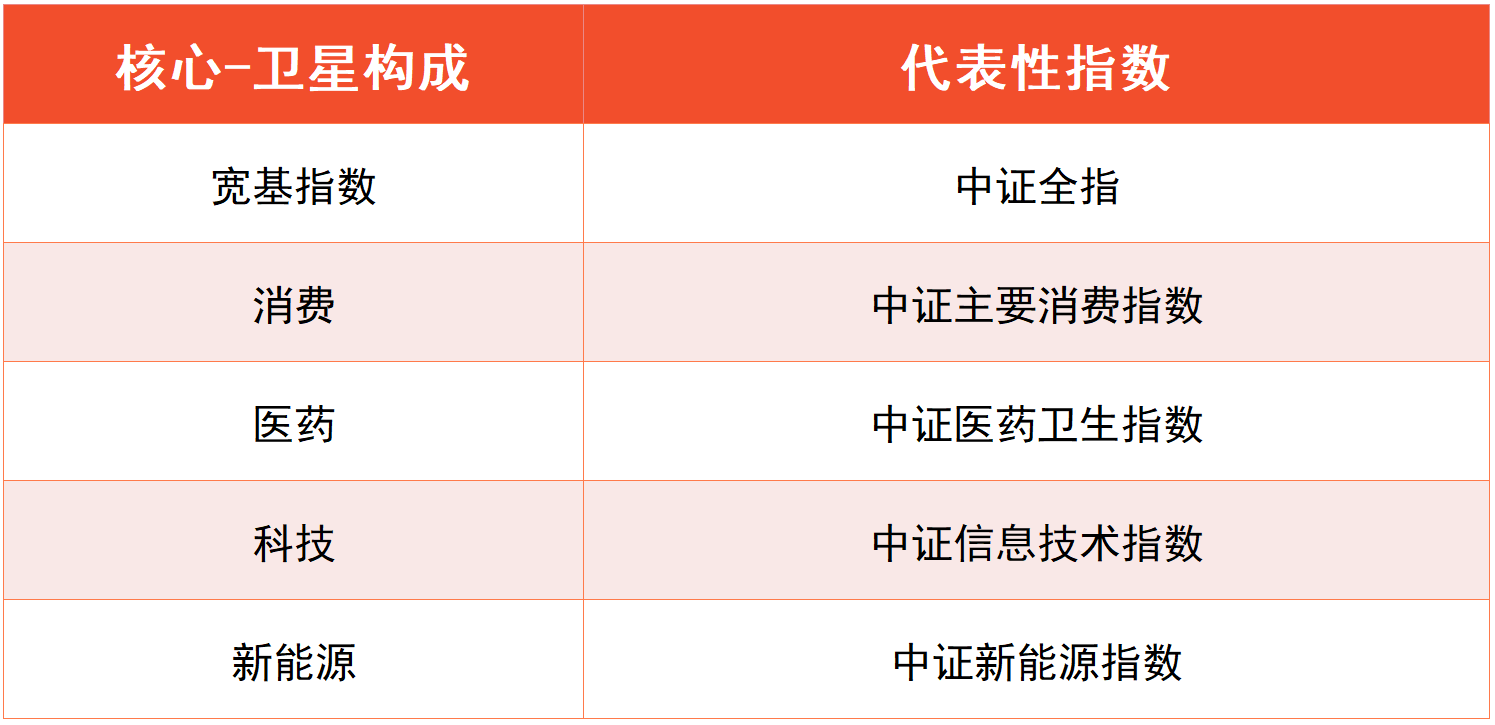 核心-卫星构成 代表性指数
宽基指数 中证全指
消费 中证主要消费指数
医药 中证医药卫生指数
科技 中证信息技术指数
新能源 中证新能源指数